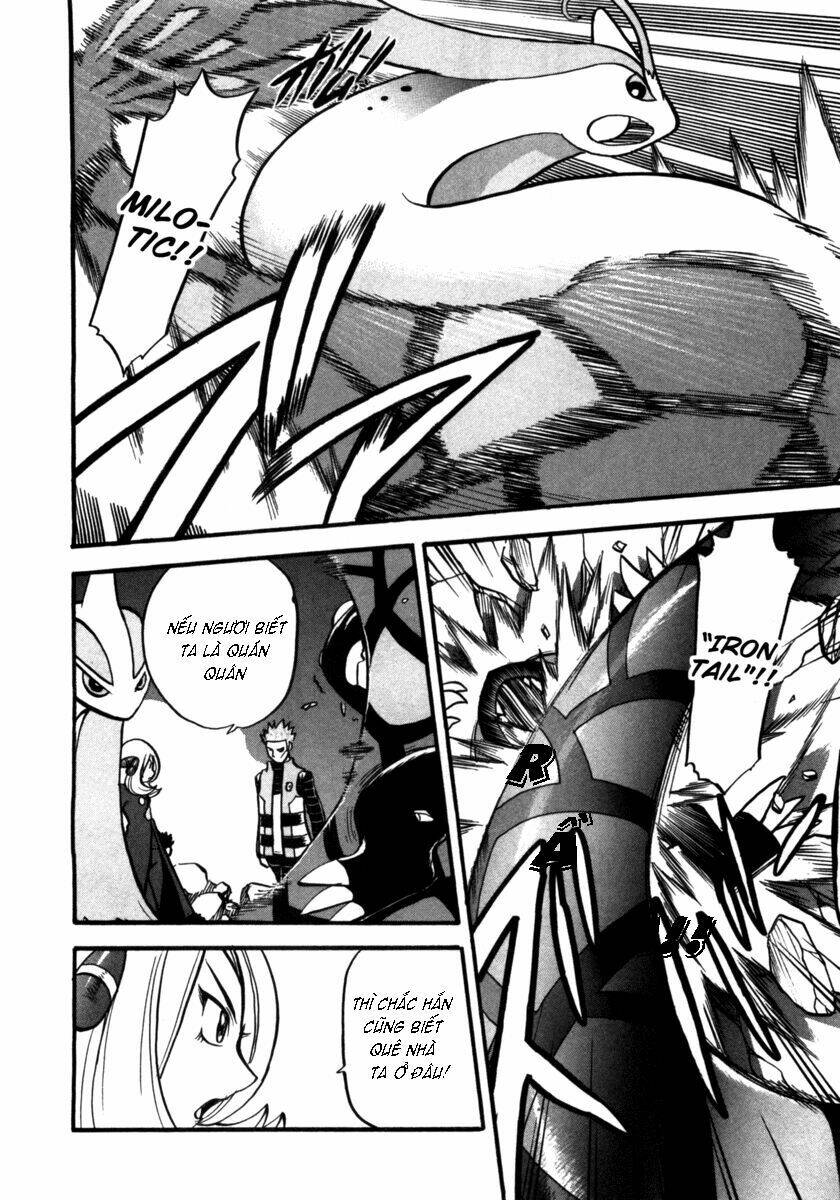 MILO-
TIC!!
"IRON
TAIL"!!
R
Ầ
Y!!
NẾU NGƯƠI BIẾT
TA LÀ QUÁN
QUÂN
THÌ CHẮC HẲN
CŨNG BIẾT
QUÊ NHÀ
TA Ở ĐÂU!